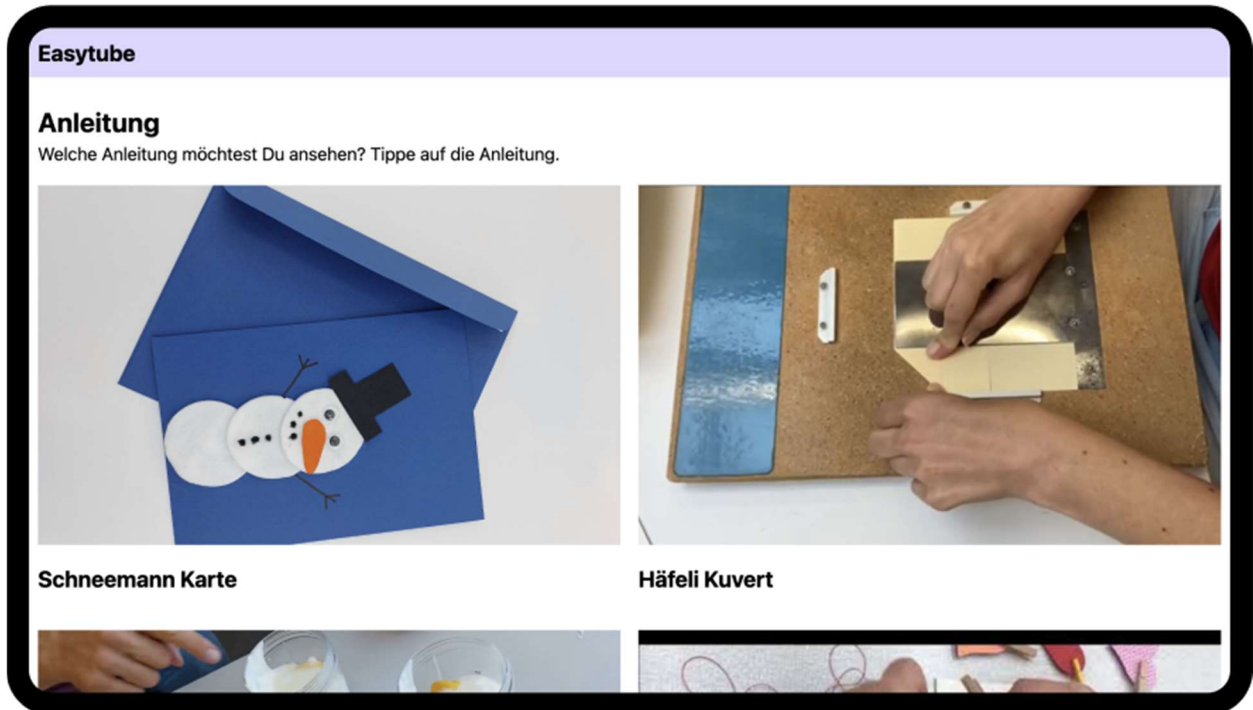 Easytube
Anleitung
Welche Anleitung möchtest Du ansehen? Tippe auf die Anleitung.
Schneemann Karte
Häfeli Kuvert